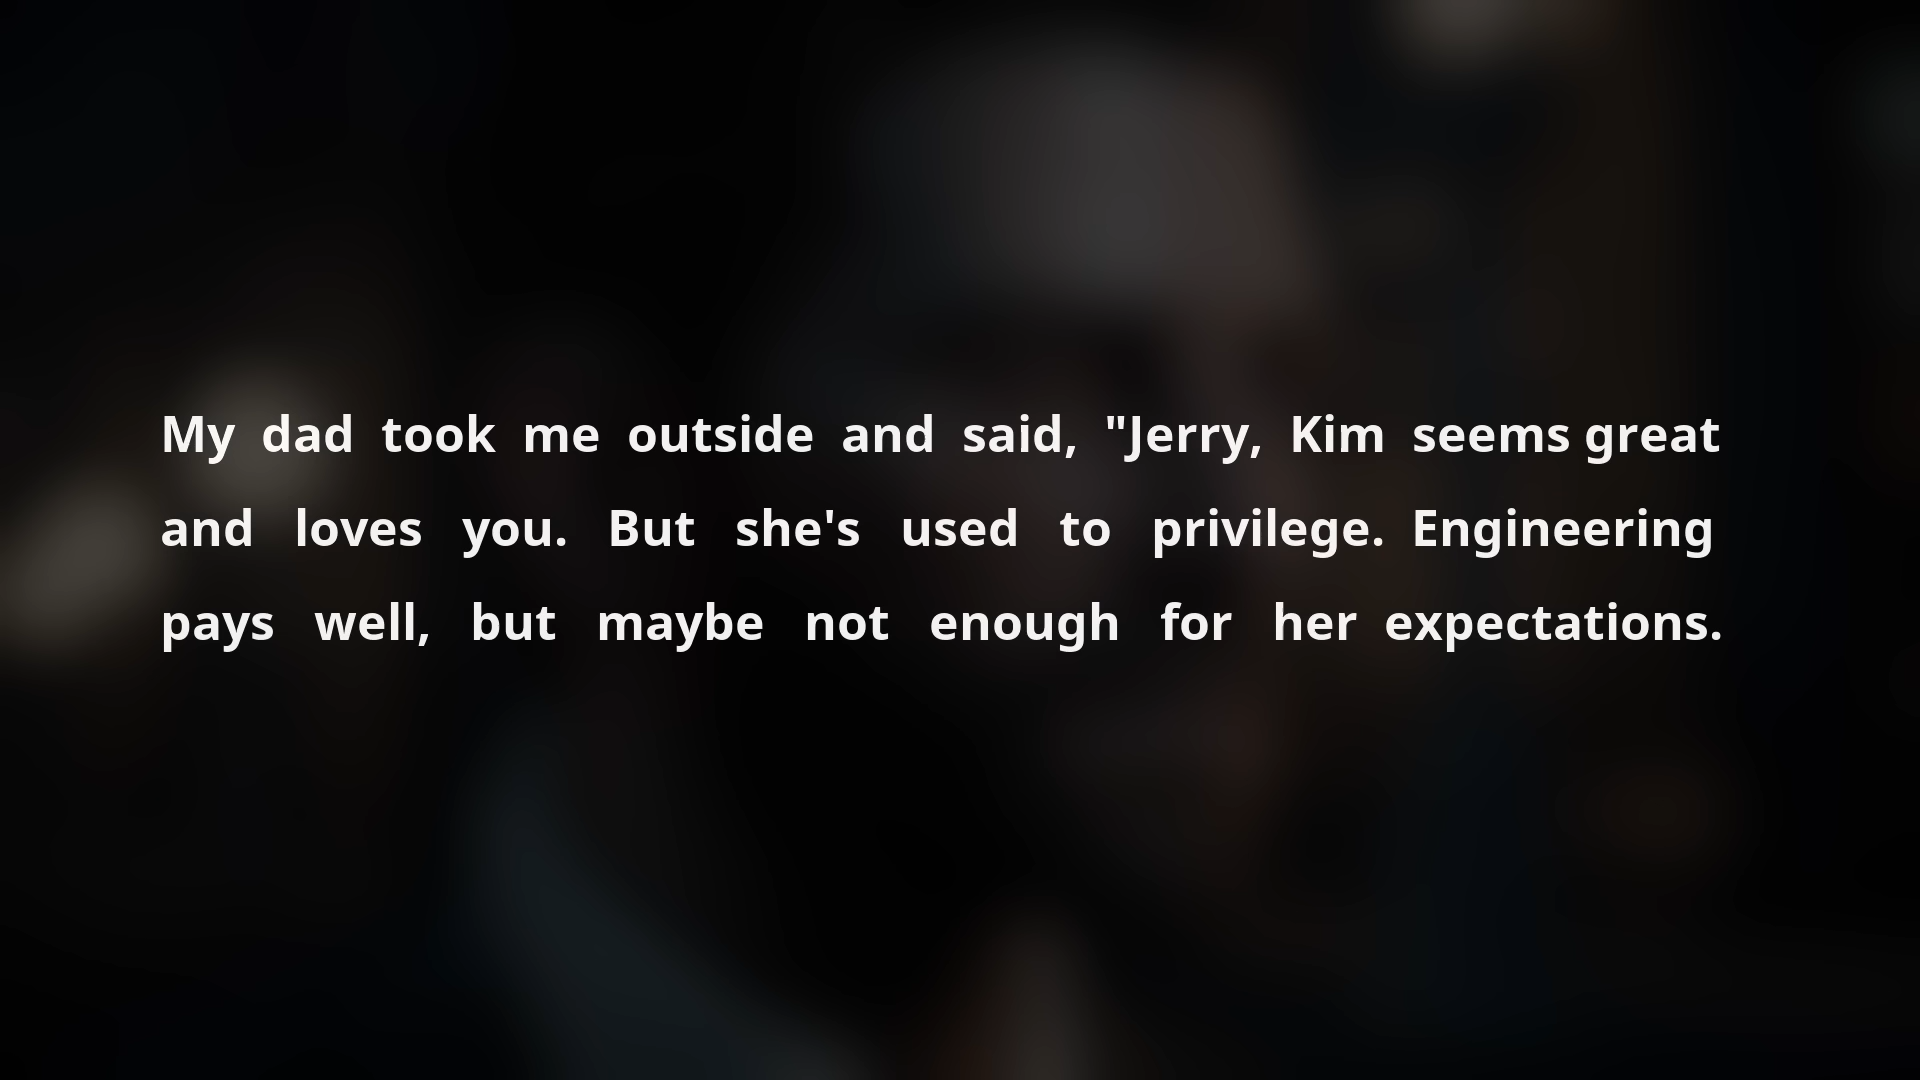 My dad took me outside and said, "Jerry, Kim seems great
and loves you. But she's used to privilege. Engineering
pays well, but maybe not enough for her expectations.